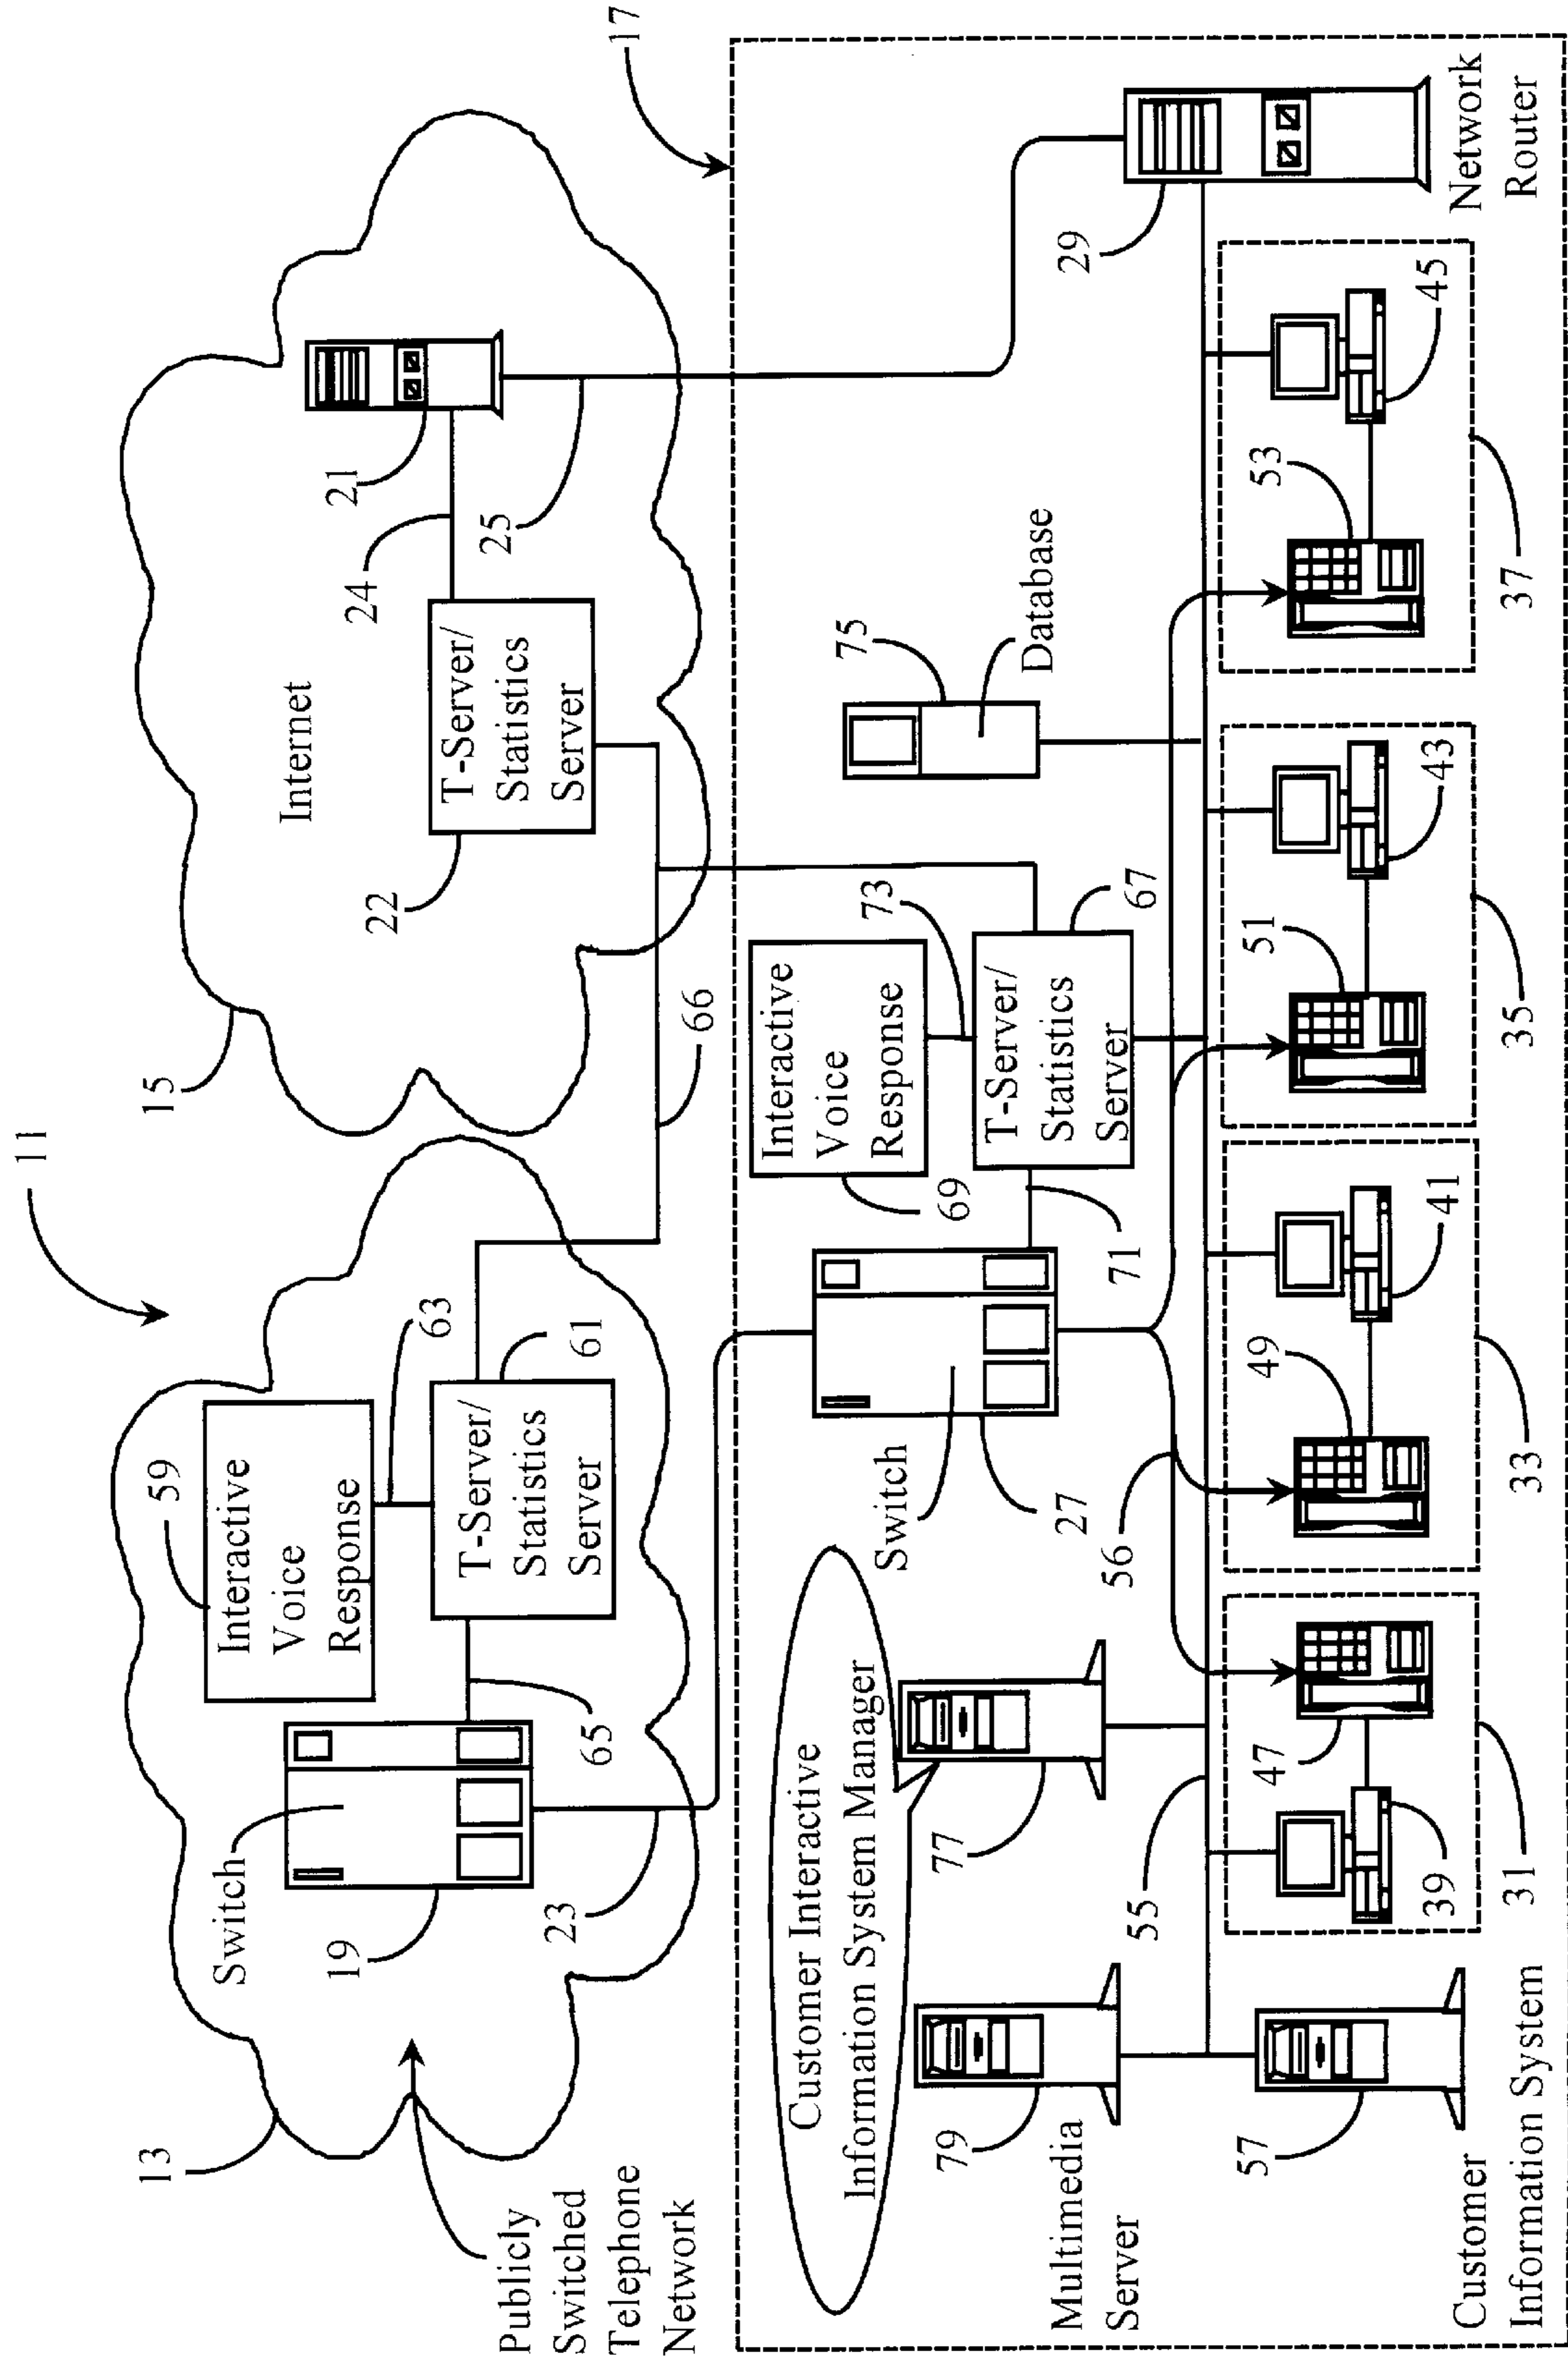 11
17
13
15
Publicly
Switched
Telephone
Network
Switch
19
23
Interactive
Voice
Response
59
63
T-Server/
Statistics
Server
61
65
66
Internet
T-Server/
Statistics
Server
22
24
21
25
Customer Interactive
Information System Manager
77
Multimedia
Server
79
Switch
27
Interactive
Voice
Response
69
73
T-Server/
Statistics
Server
67
71
75
Database
29
Network
Router
55
56
Customer
Information System
57
39
47
31
49
41
33
51
43
35
53
45
37